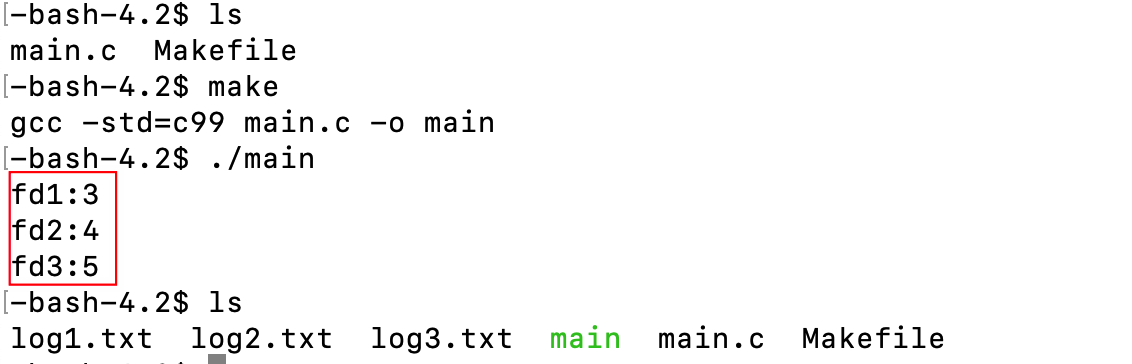 [-bash-4.2$ ls
main.c  Makefile
[-bash-4.2$ make
gcc -std=c99 main.c -o main
[-bash-4.2$ ./main
fd1:3
fd2:4
fd3:5
[-bash-4.2$ ls
log1.txt  log2.txt  log3.txt  main  main.c  Makefile